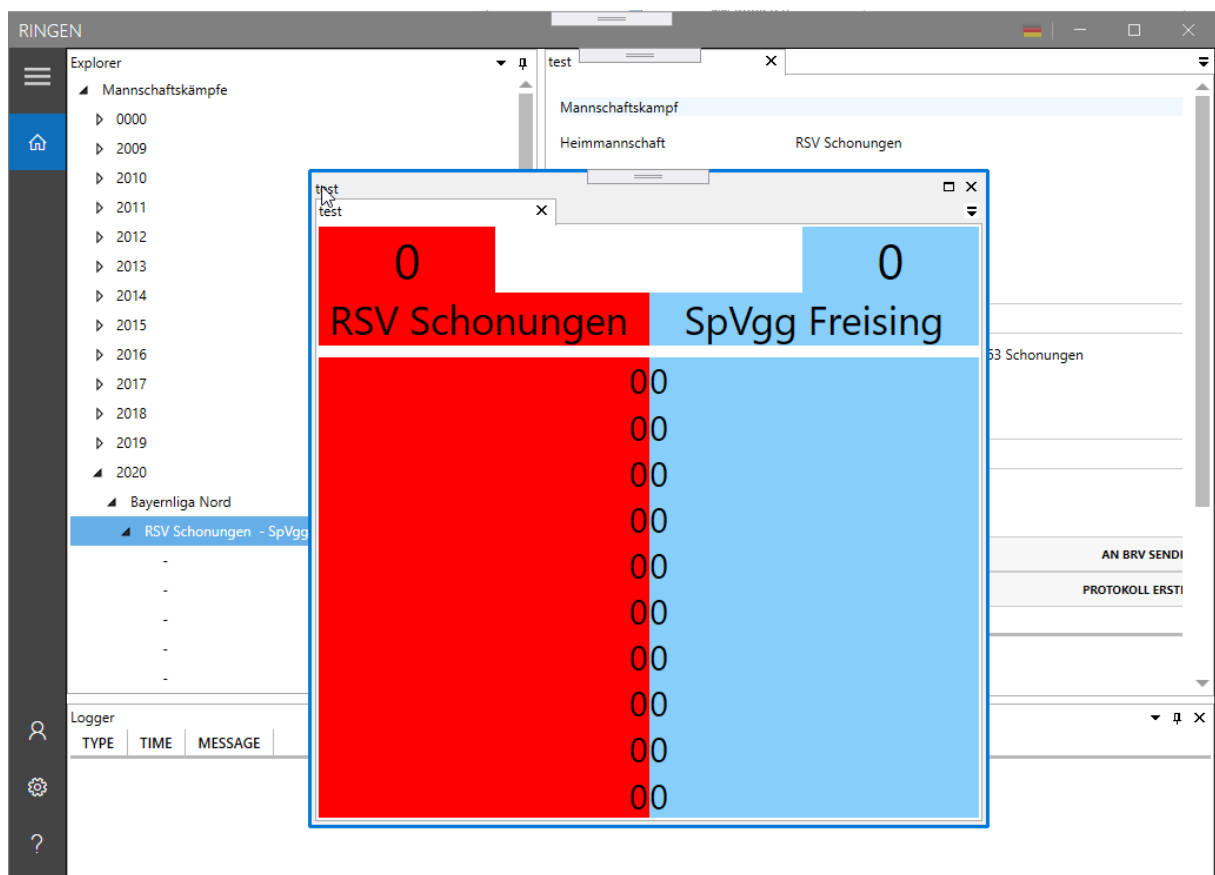 RINGEN
Explorer
Mannschaftskämpfe
0000
2009
2010
2011
2012
2013
2014
2015
2016
2017
2018
2019
2020
Bayernliga Nord
RSV Schonungen - SpVgg
-
-
-
-
-
test
Mannschaftskampf
Heimmannschaft RSV Schonungen
53 Schonungen
AN BRV SENDE
PROTOKOLL ERSTE
test
test
0 0
RSV Schonungen SpVgg Freising
00
00
00
00
00
00
00
00
00
00
Logger
TYPE TIME MESSAGE
?